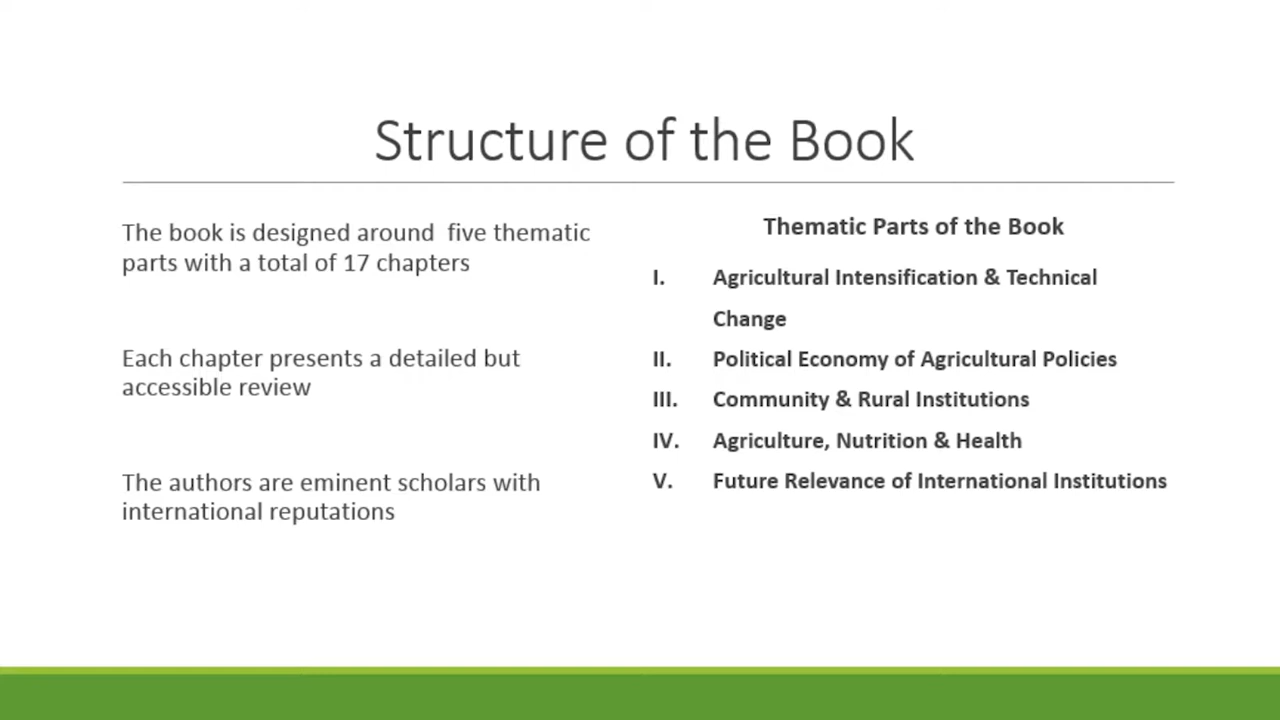 Structure of the Book
The book is designed around  five thematic
parts with a total of 17 chapters
Each chapter presents a detailed but
accessible review
The authors are eminent scholars with
international reputations
Thematic Parts of the Book
I. Agricultural Intensification & Technical
Change
II. Political Economy of Agricultural Policies
III. Community & Rural Institutions
IV. Agriculture, Nutrition & Health
V. Future Relevance of International Institutions